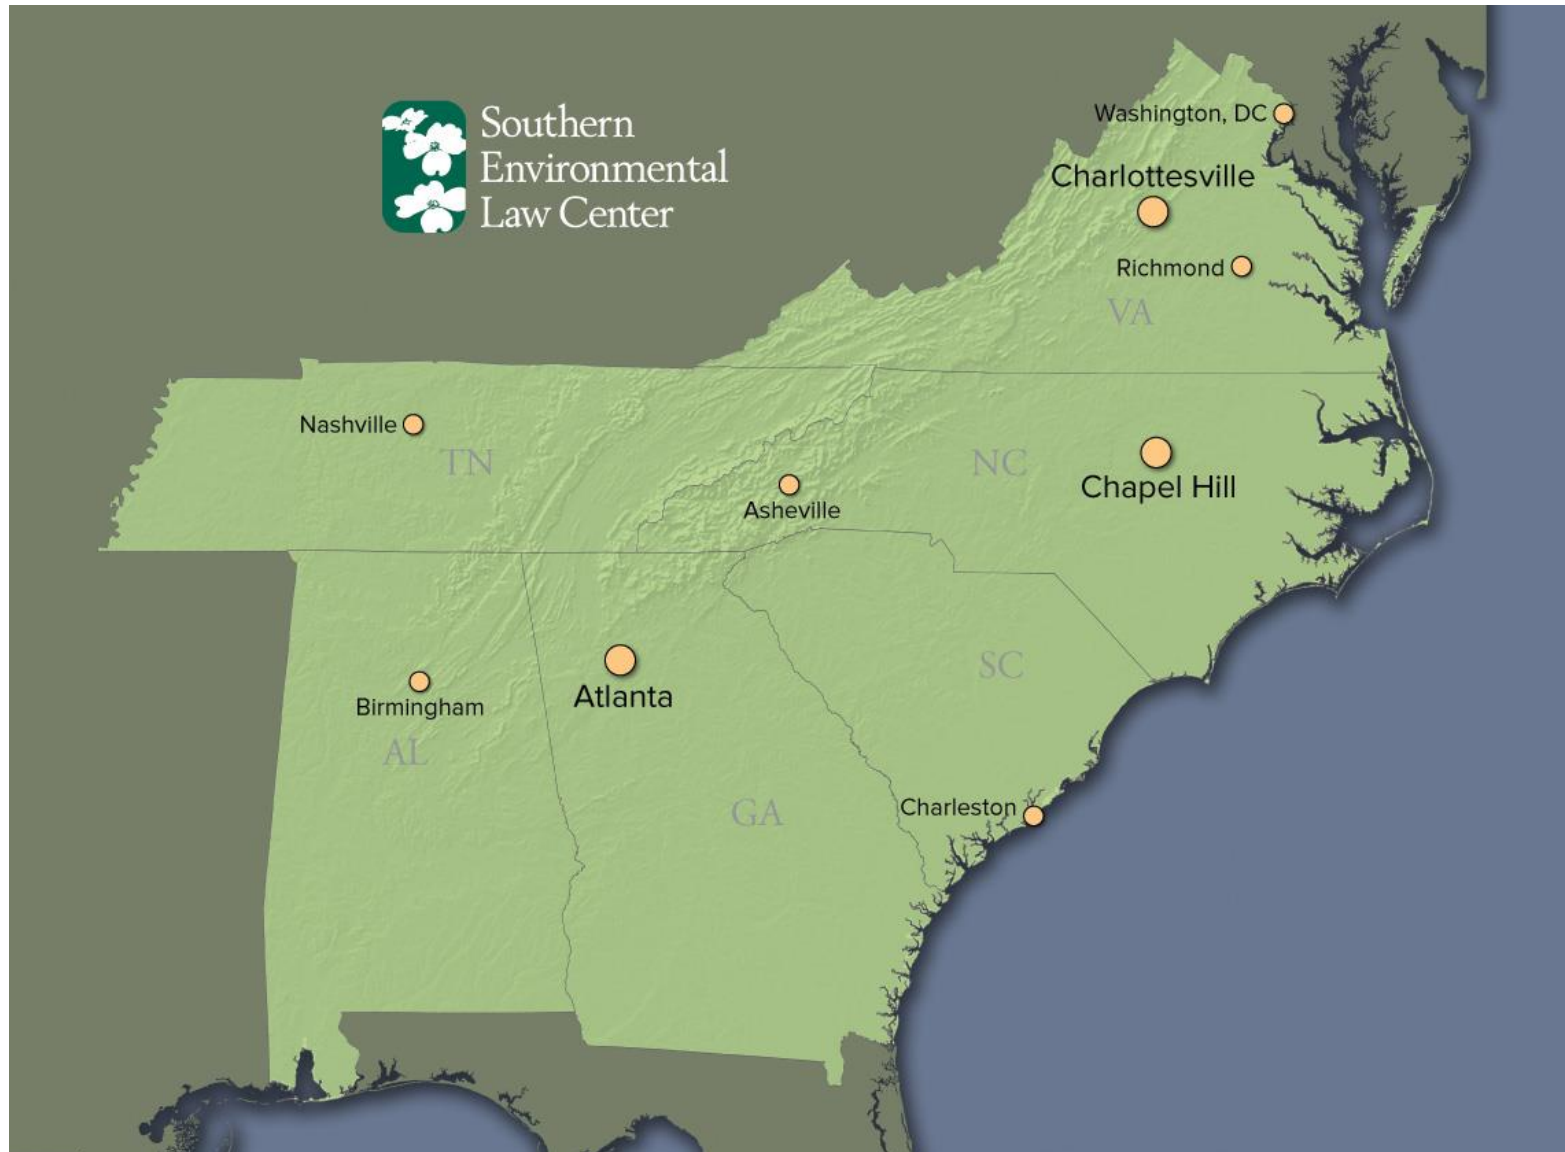 Southern
Environmental
Law Center
Washington, DC
Charlottesville
Richmond
VA
Nashville
TN
NC
Chapel Hill
Asheville
SC
Atlanta
Birmingham
AL
GA
Charleston